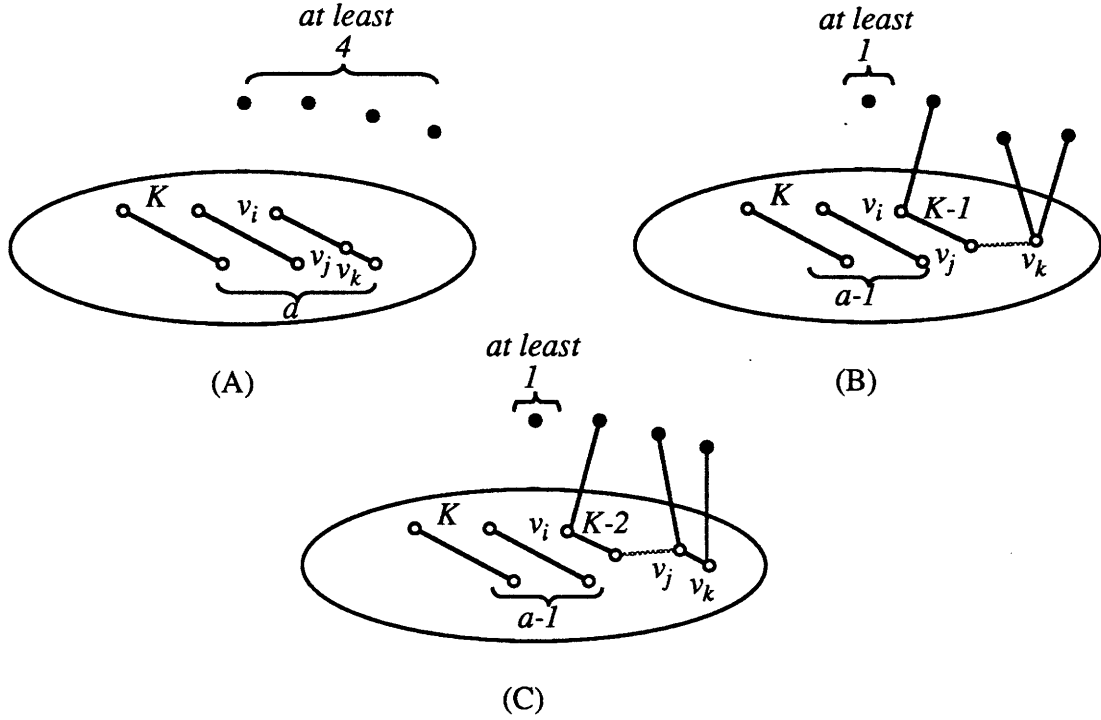 at least
4
K
v_i
v_j
v_k
a
(A)
at least
1
K
v_i
K-1
v_j
v_k
a-1
(B)
at least
1
K
v_i
K-2
v_j
v_k
a-1
(C)